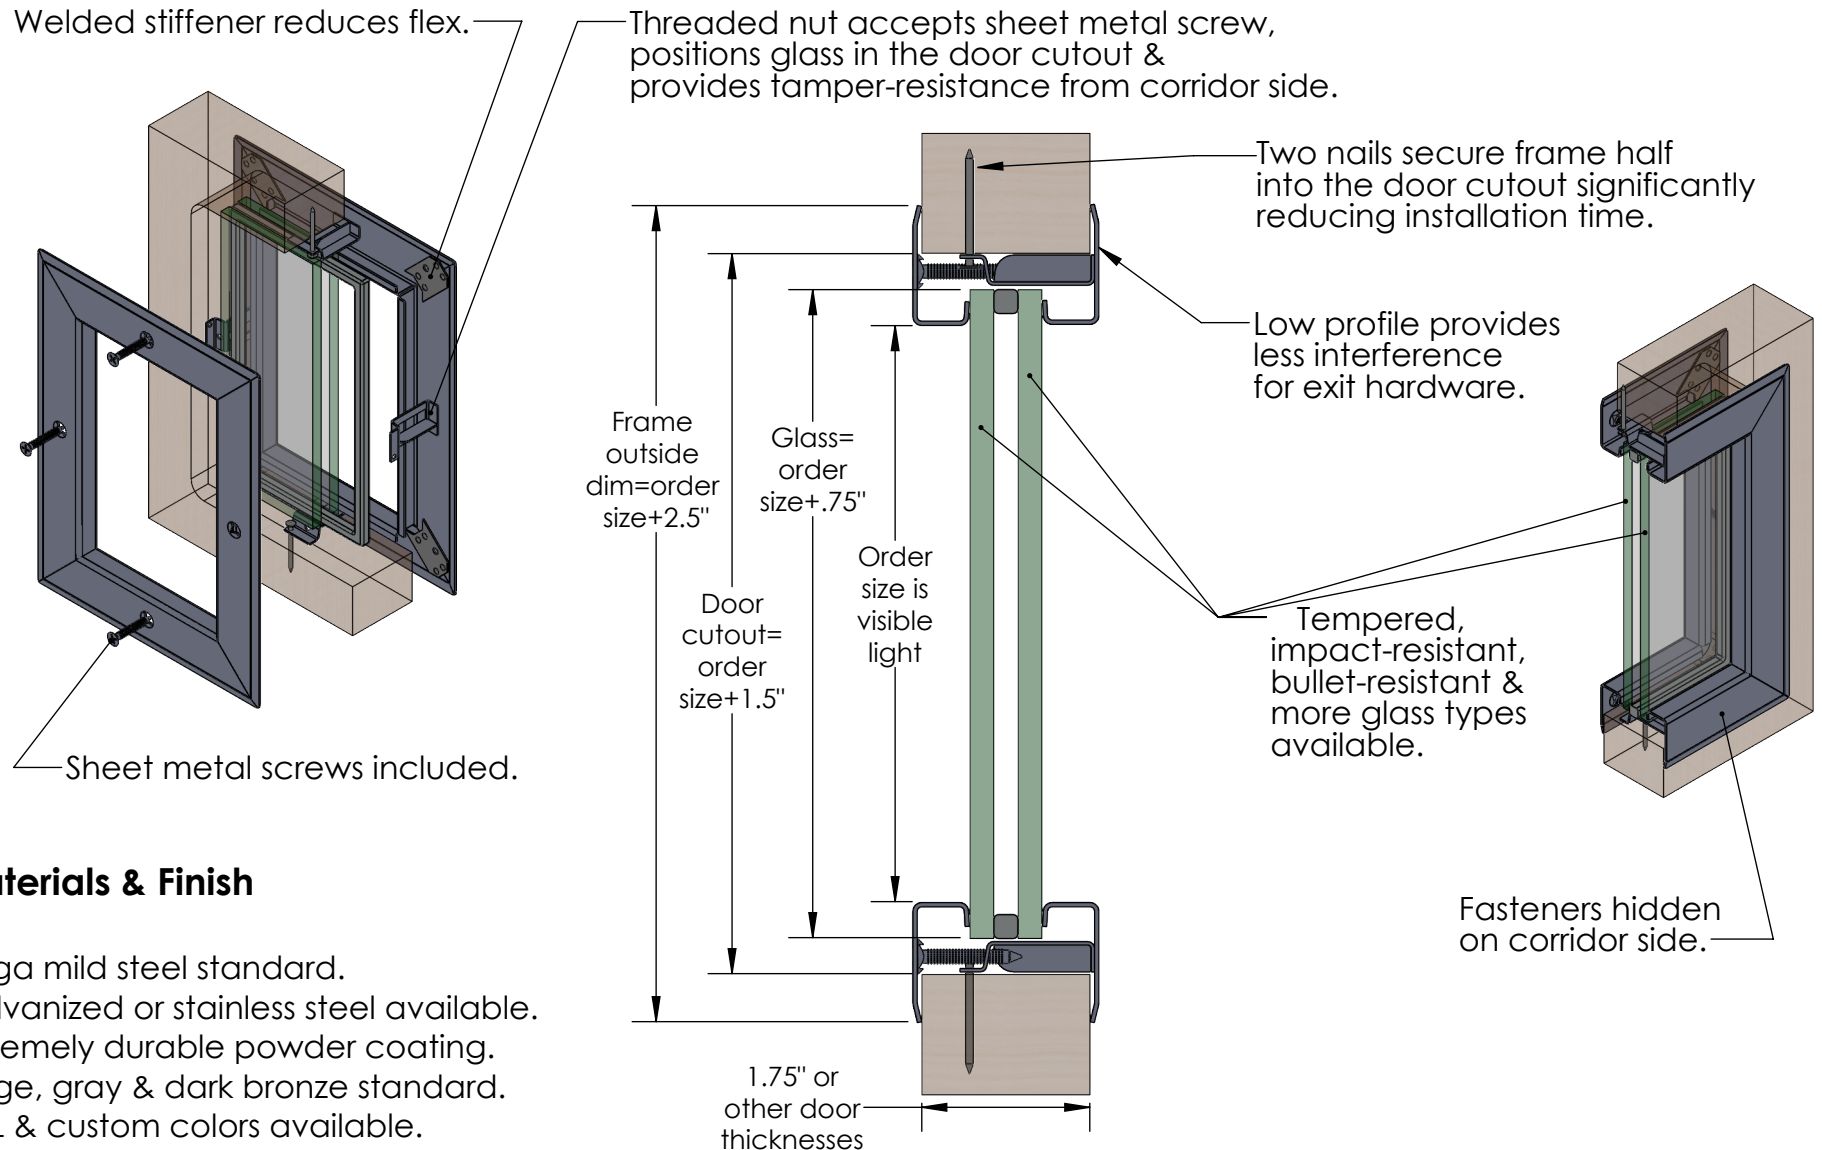 Welded stiffener reduces flex.
Threaded nut accepts sheet metal screw,
positions glass in the door cutout &
provides tamper-resistance from corridor side.
Two nails secure frame half
into the door cutout significantly
reducing installation time.
Low profile provides
less interference
for exit hardware.
Frame
outside
dim=order
size+2.5"
Glass=
order
size+.75"
Order
size is
visible
light
Door
cutout=
order
size+1.5"
Tempered,
impact-resistant,
bullet-resistant &
more glass types
available.
Sheet metal screws included.
Fasteners hidden
on corridor side.
& Finish
ga mild steel standard.
or stainless steel available.
durable powder coating.
gray & dark bronze standard.
& custom colors available.
1.75" or
other door
thicknesses